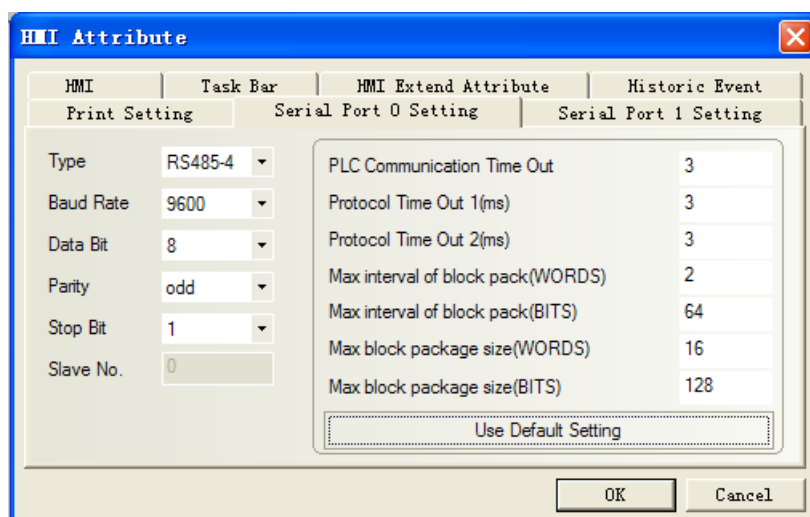 HMI Attribute
HMI Task Bar HMI Extend Attribute Historic Event
Print Setting Serial Port 0 Setting Serial Port 1 Setting
Type RS485-4
Baud Rate 9600
Data Bit 8
Parity odd
Stop Bit 1
Slave No. 0
PLC Communication Time Out 3
Protocol Time Out 1(ms) 3
Protocol Time Out 2(ms) 3
Max interval of block pack(WORDS) 2
Max interval of block pack(BITS) 64
Max block package size(WORDS) 16
Max block package size(BITS) 128
Use Default Setting
OK Cancel